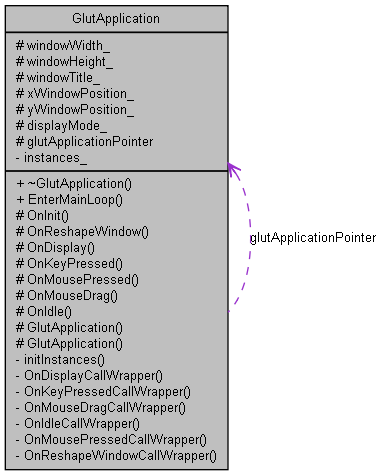 GlutApplication
# windowWidth_
# windowHeight_
# windowTitle_
# xWindowPosition_
# yWindowPosition_
# displayMode_
# glutApplicationPointer
- instances_
+ ~GlutApplication()
+ EnterMainLoop()
# OnInit()
# OnReshapeWindow()
# OnDisplay()
# OnKeyPressed()
# OnMousePressed()
# OnMouseDrag()
# OnIdle()
# GlutApplication()
# GlutApplication()
- initInstances()
- OnDisplayCallWrapper()
- OnKeyPressedCallWrapper()
- OnMouseDragCallWrapper()
- OnIdleCallWrapper()
- OnMousePressedCallWrapper()
- OnReshapeWindowCallWrapper()
glutApplicationPointer